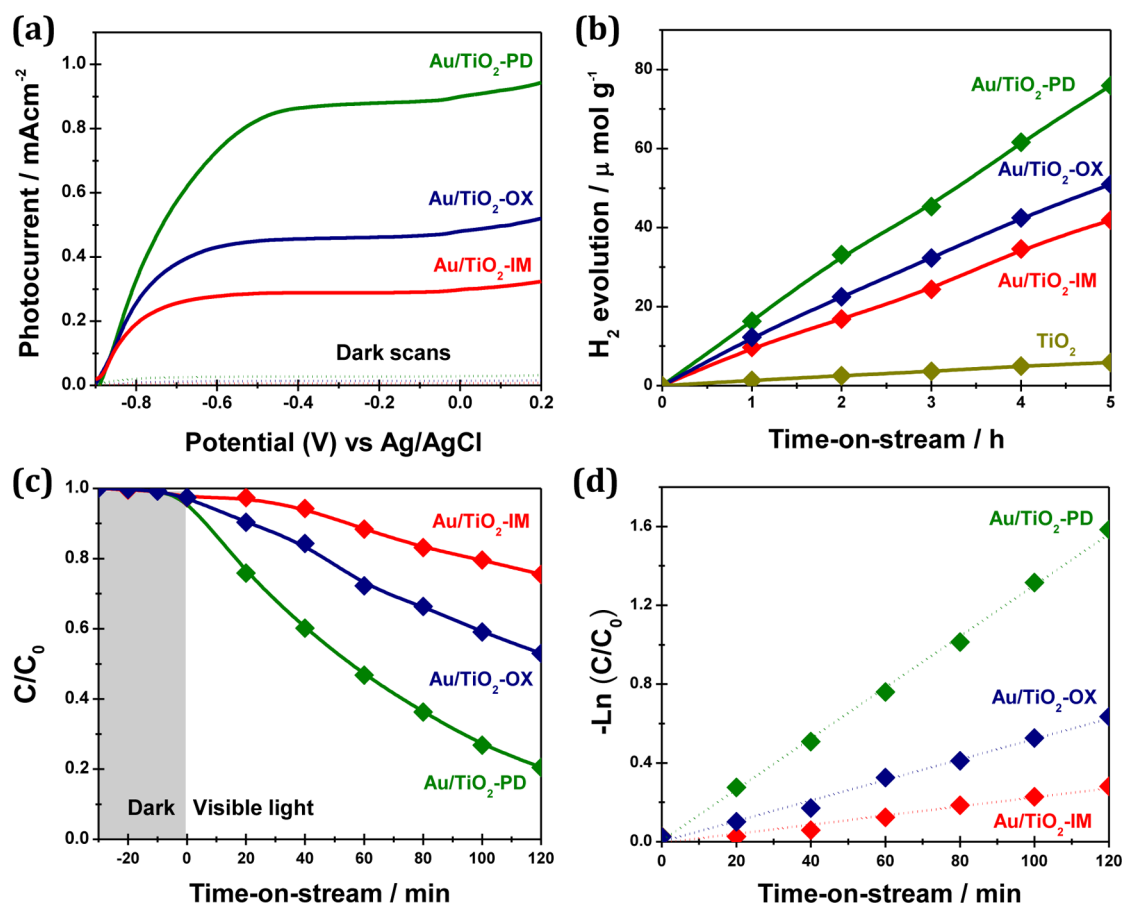 (a)
Photocurrent / mAcm⁻²
1.0
0.8
0.6
0.4
0.2
0.0
Au/TiO₂-PD
Au/TiO₂-OX
Au/TiO₂-IM
Dark scans
-0.8
-0.6
-0.4
-0.2
0.0
0.2
Potential (V) vs Ag/AgCl
(b)
H₂ evolution / μ mol g⁻¹
80
60
40
20
0
Au/TiO₂-PD
Au/TiO₂-OX
Au/TiO₂-IM
TiO₂
0
1
2
3
4
5
Time-on-stream / h
(c)
C/C₀
1.0
0.8
0.6
0.4
0.2
0.0
Au/TiO₂-IM
Au/TiO₂-OX
Au/TiO₂-PD
Dark
Visible light
-20
0
20
40
60
80
100
120
Time-on-stream / min
(d)
-Ln (C/C₀)
1.6
1.2
0.8
0.4
0.0
Au/TiO₂-PD
Au/TiO₂-OX
Au/TiO₂-IM
0
20
40
60
80
100
120
Time-on-stream / min